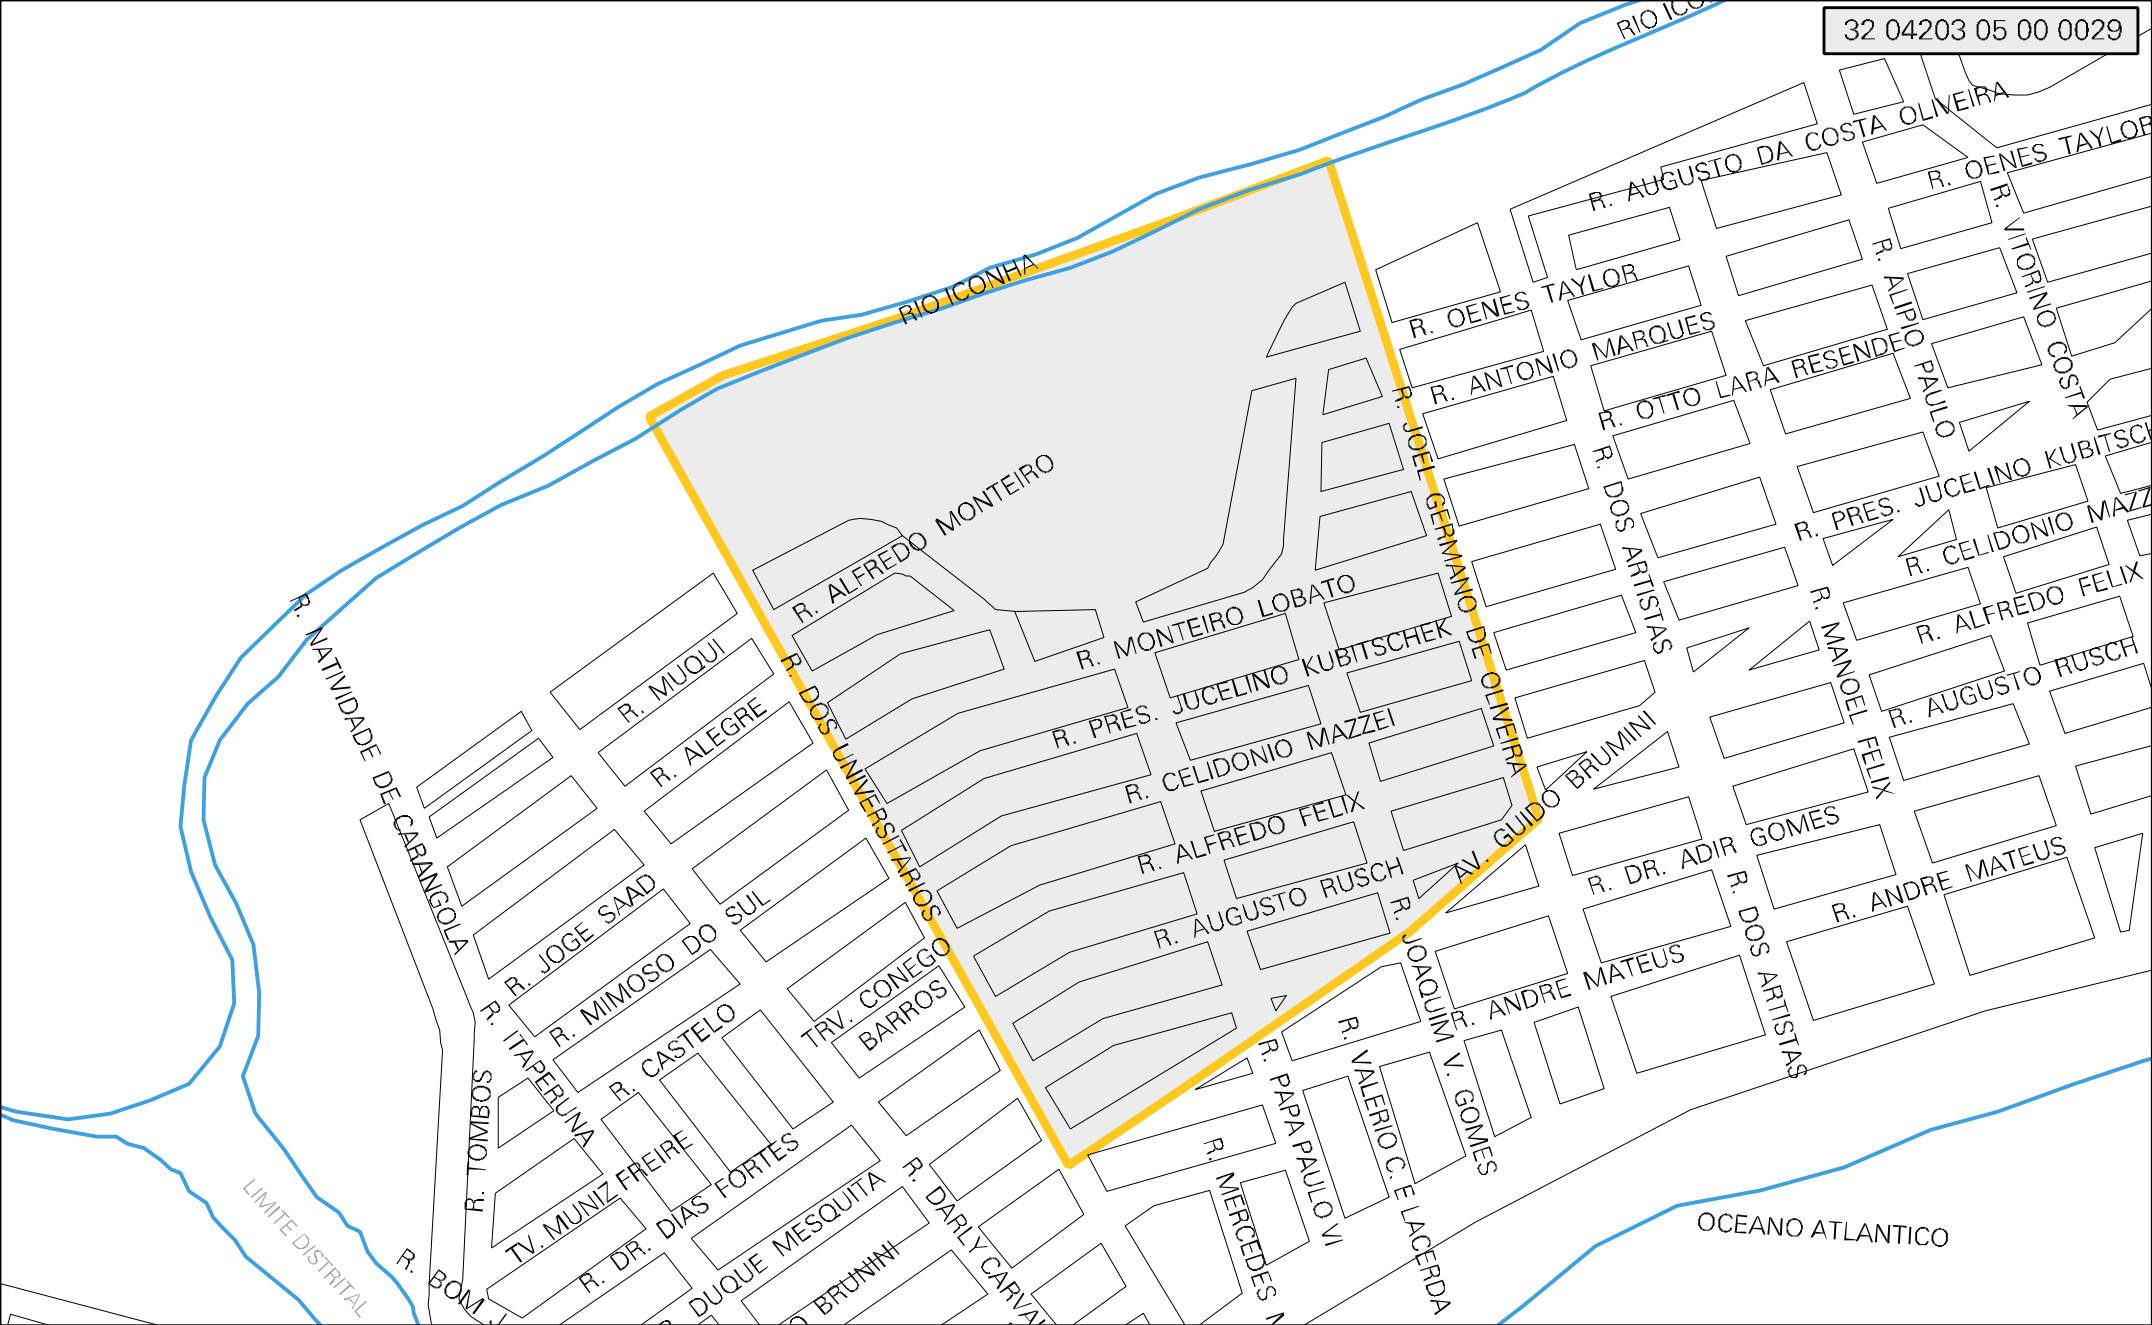 RIO ICO
32 04203 05 00 0029
R. AUGUSTO DA COSTA OLIVEIRA
R. OENES TAYLOR
R. VITORINO COSTA
R. ALIPIO PAULO
RIO ICONHA
R. OENES TAYLOR
R. ANTONIO MARQUES
R. OTTO LARA RESENDE
R. JOEL GERMANO DE OLIVEIRA
R. DOS ARTISTAS
R. PRES. JUCELINO KUBITSCH
R. CELIDONIO MAZZ
R. ALFREDO FELIX
R. AUGUSTO RUSCH
R. MANOEL FELIX
R. ALFREDO MONTEIRO
R. MONTEIRO LOBATO
R. PRES. JUCELINO KUBITSCHEK
R. CELIDONIO MAZZEI
R. ALFREDO FELIX
R. AUGUSTO RUSCH
AV. GUIDO BRUMINI
R. DOS UNIVERSITARIOS
R. NATIVIDADE DE CARANGOLA
R. MUQUI
R. ALEGRE
R. JOGE SAAD
R. MIMOSO DO SUL
R. CASTELO
TRV. CONEGO
BARROS
R. ITAPERUNA
R. TOMBOS
TV. MUNIZ FREIRE
R. DR. DIAS FORTES
DUQUE MESQUITA
O BRUNINI
R. DARLY CARVAL
R. BOM J
LIMITE DISTRITAL
R. DR. ADIR GOMES
R. ANDRE MATEUS
R. ANDRE MATEUS
R. DOS ARTISTAS
R. JOAQUIM V. GOMES
R. VALERIO C. E LACERDA
R. PAPA PAULO VI
R. MERCEDES M
OCEANO ATLANTICO